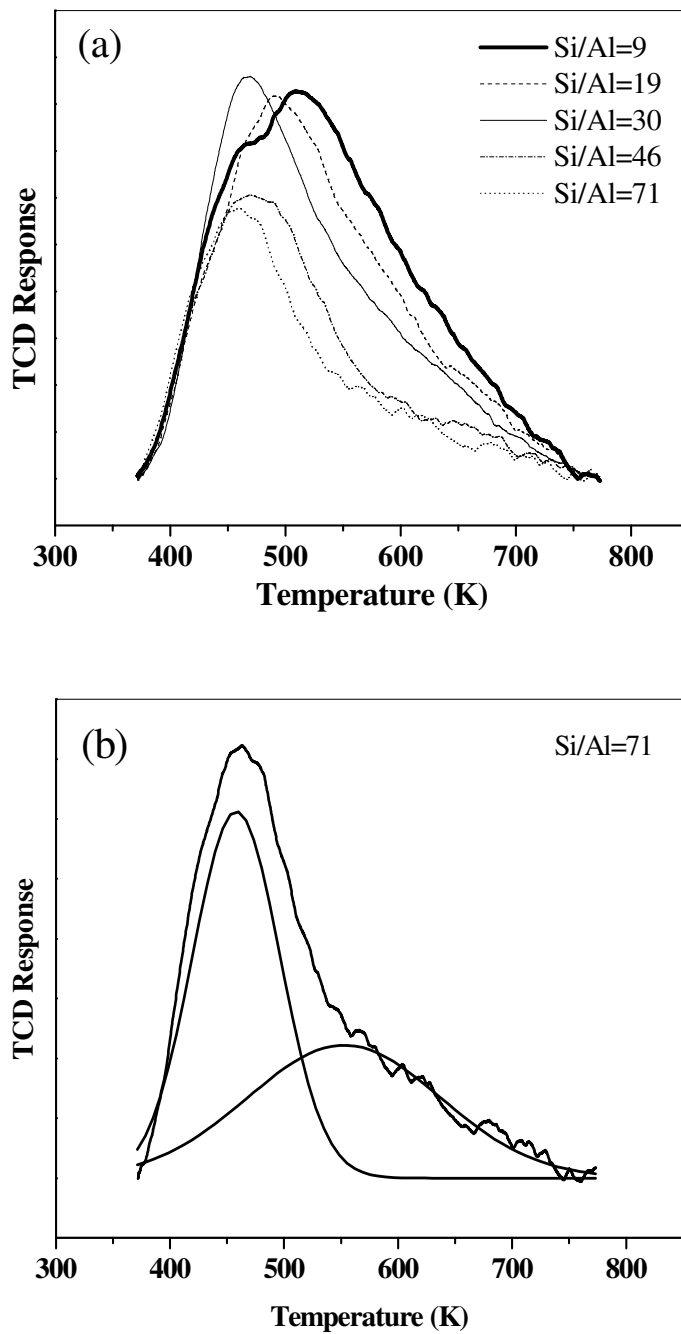 (a)
Si/Al=9
Si/Al=19
Si/Al=30
Si/Al=46
Si/Al=71
TCD Response
300 400 500 600 700 800
Temperature (K)
(b)
Si/Al=71
TCD Response
300 400 500 600 700 800
Temperature (K)